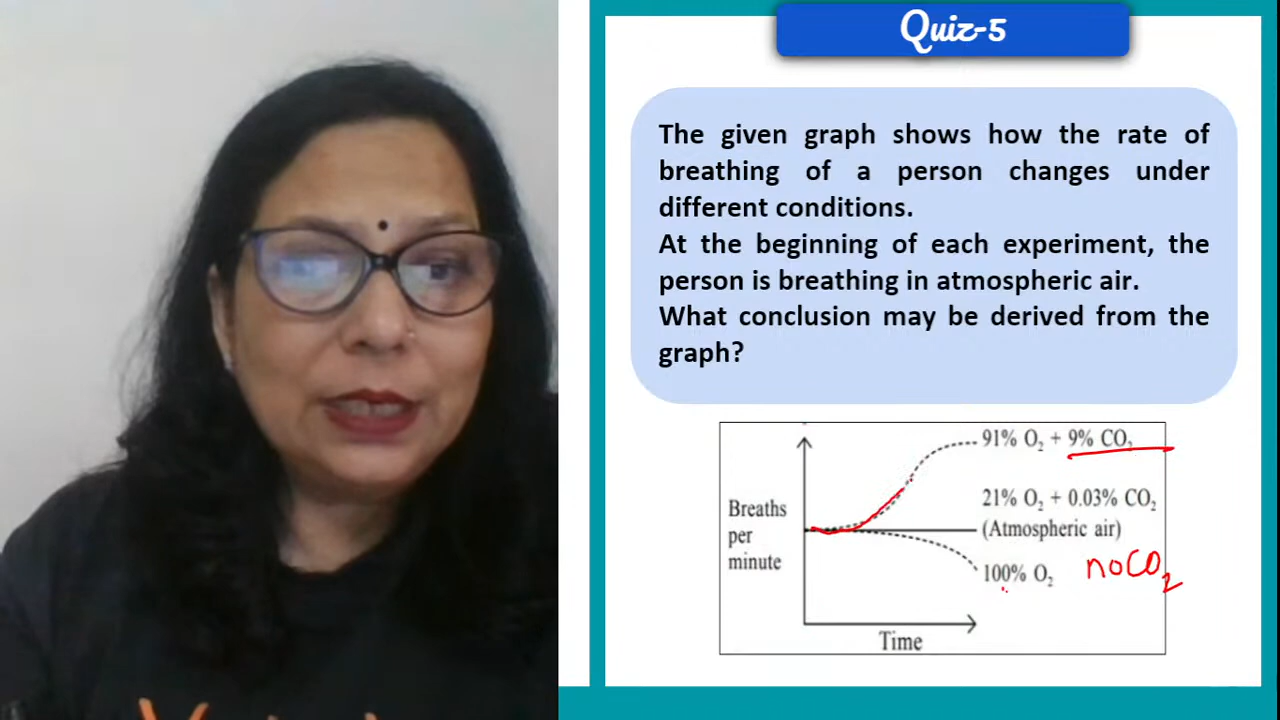 Quiz-5
The given graph shows how the rate of
breathing of a person changes under
different conditions.
At the beginning of each experiment, the
person is breathing in atmospheric air.
What conclusion may be derived from the
graph?
91% O₂ + 9% CO₂
21% O₂ + 0.03% CO₂
(Atmospheric air)
100% O₂
no CO₂
Breaths
per
minute
Time